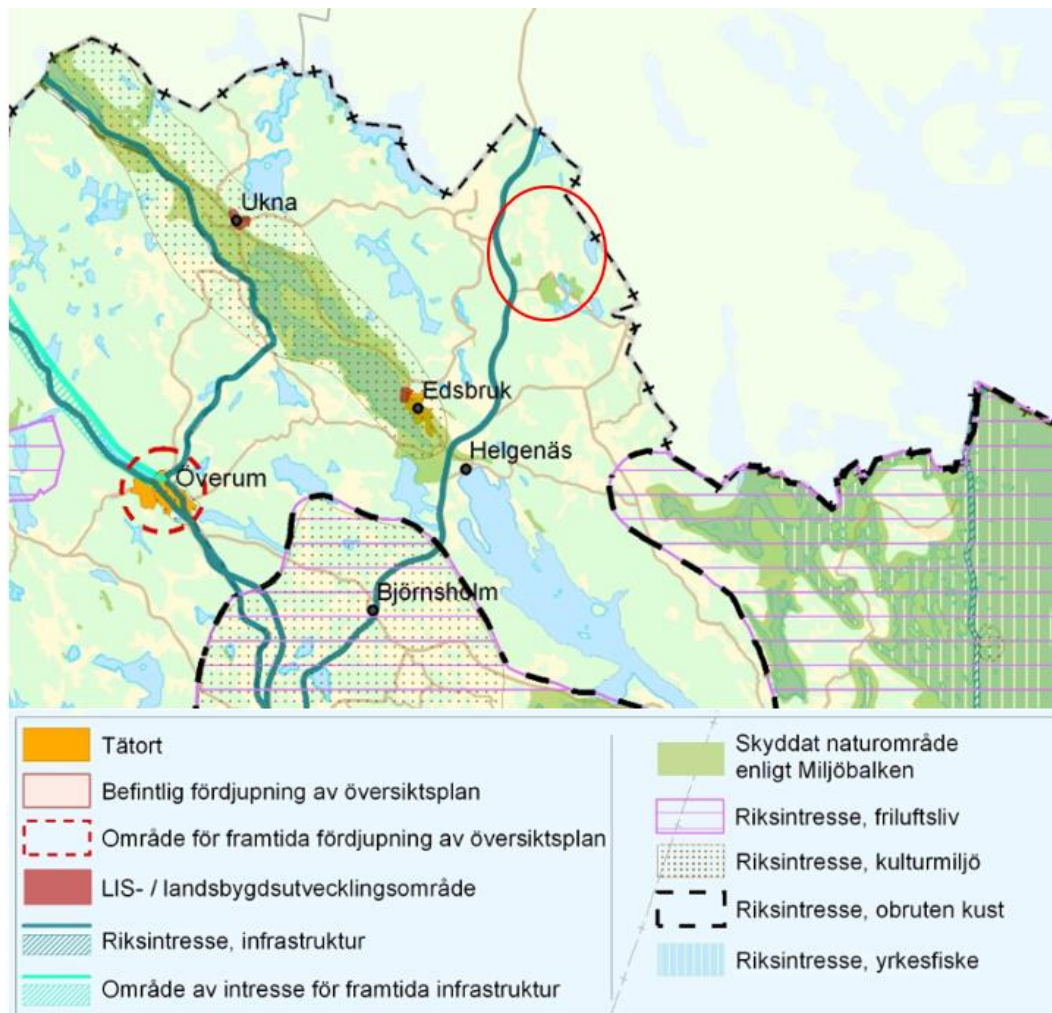 Ukna
Edsbruk
Helgenäs
Överum
Björnsholm
Tätort
Befintlig fördjupning av översiktsplan
Område för framtida fördjupning av översiktsplan
LIS- / landsbygdsutvecklingsområde
Riksintresse, infrastruktur
Område av intresse för framtida infrastruktur
Skyddat naturområde
enligt Miljöbalken
Riksintresse, friluftsliv
Riksintresse, kulturmiljö
Riksintresse, obruten kust
Riksintresse, yrkesfiske